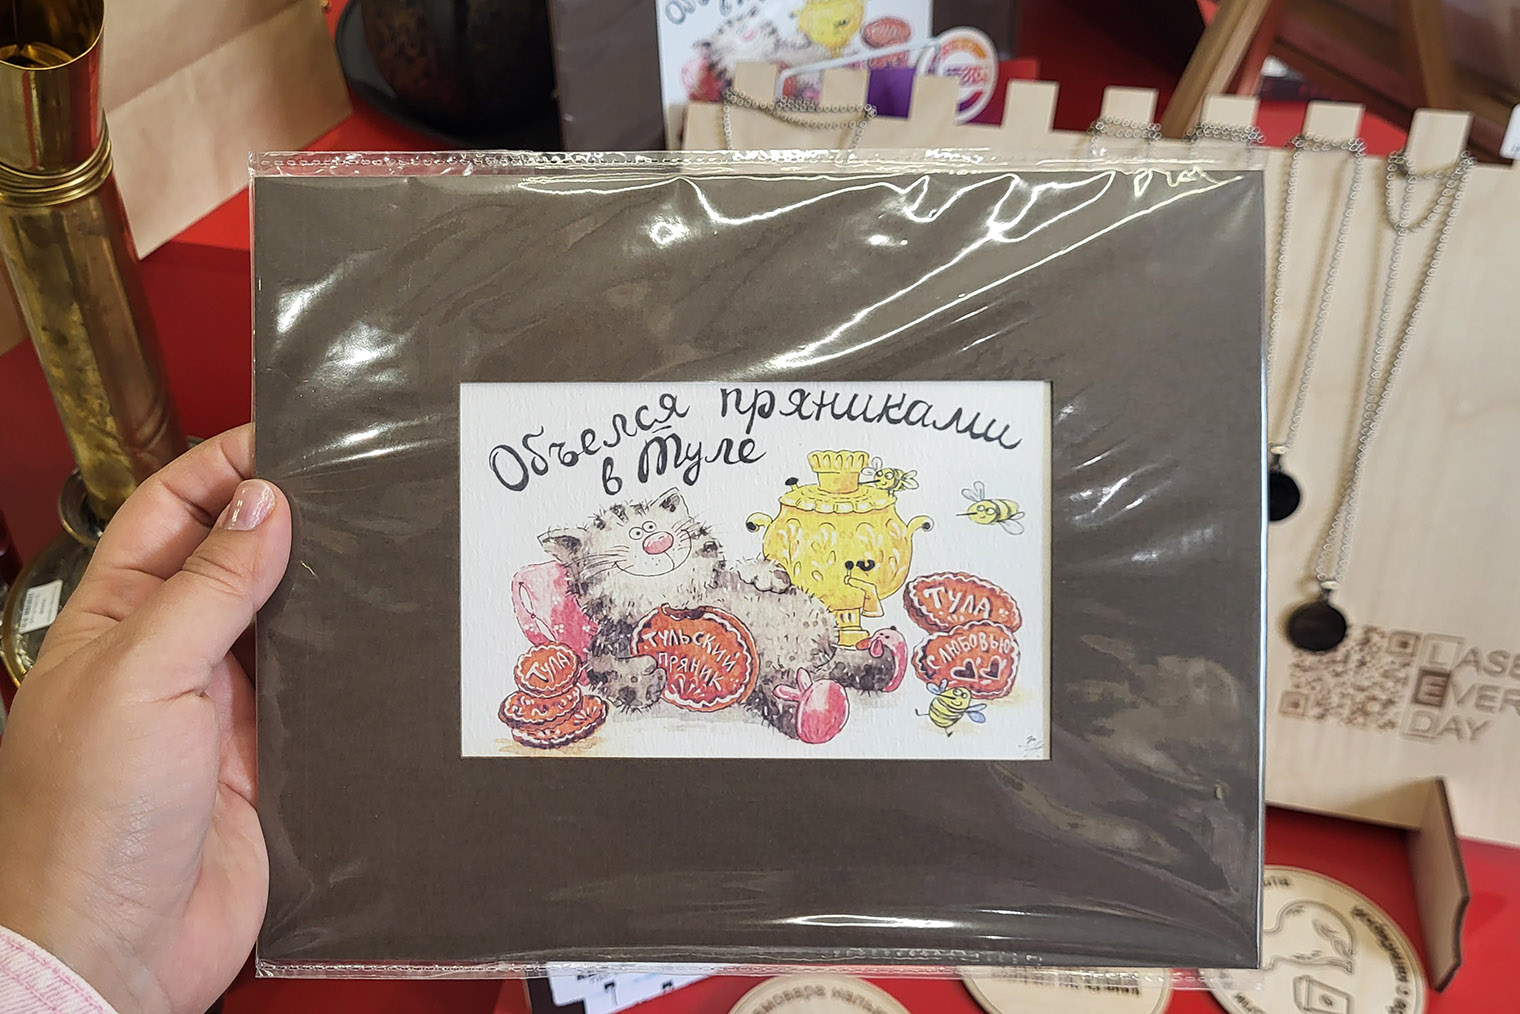 Объелся пряниками
в Туле
ТУЛА
ТУЛЬСКИЙ
ПРЯНИК
ТУЛА
С ЛЮБОВЬЮ
LASE
EVER
DAY